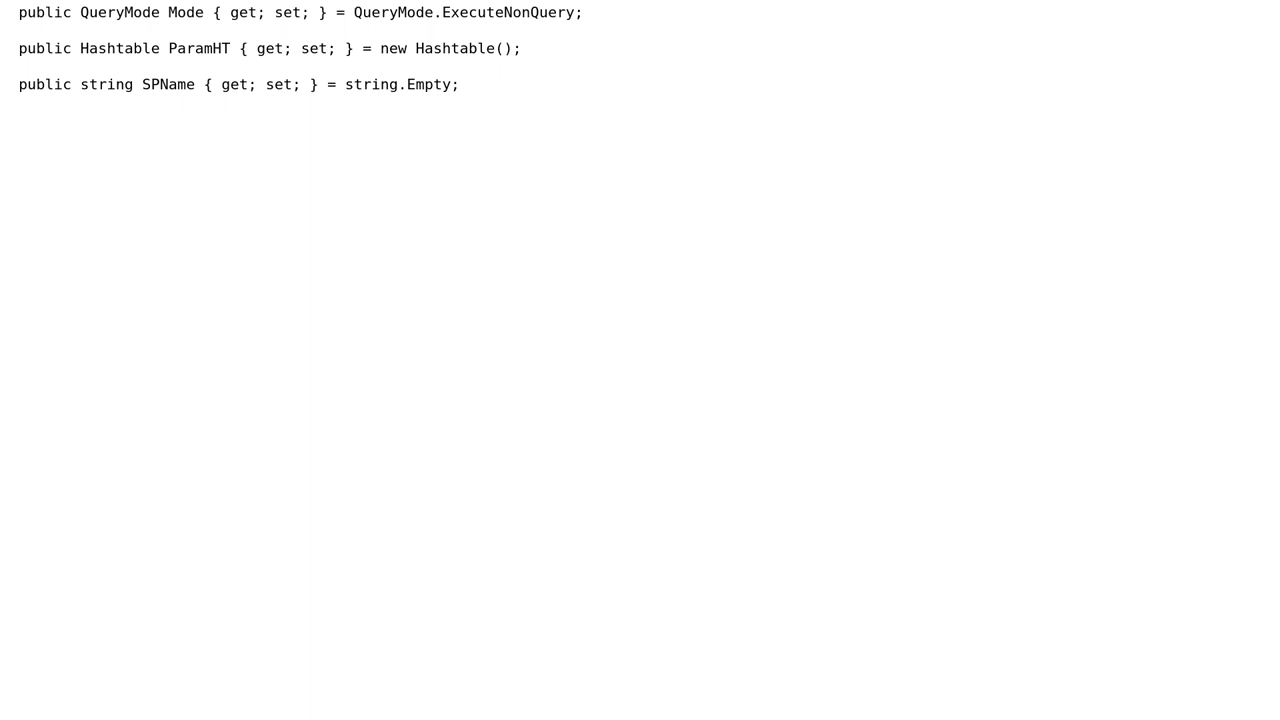 public QueryMode Mode { get; set; } = QueryMode.ExecuteNonQuery;
public Hashtable ParamHT { get; set; } = new Hashtable();
public string SPName { get; set; } = string.Empty;